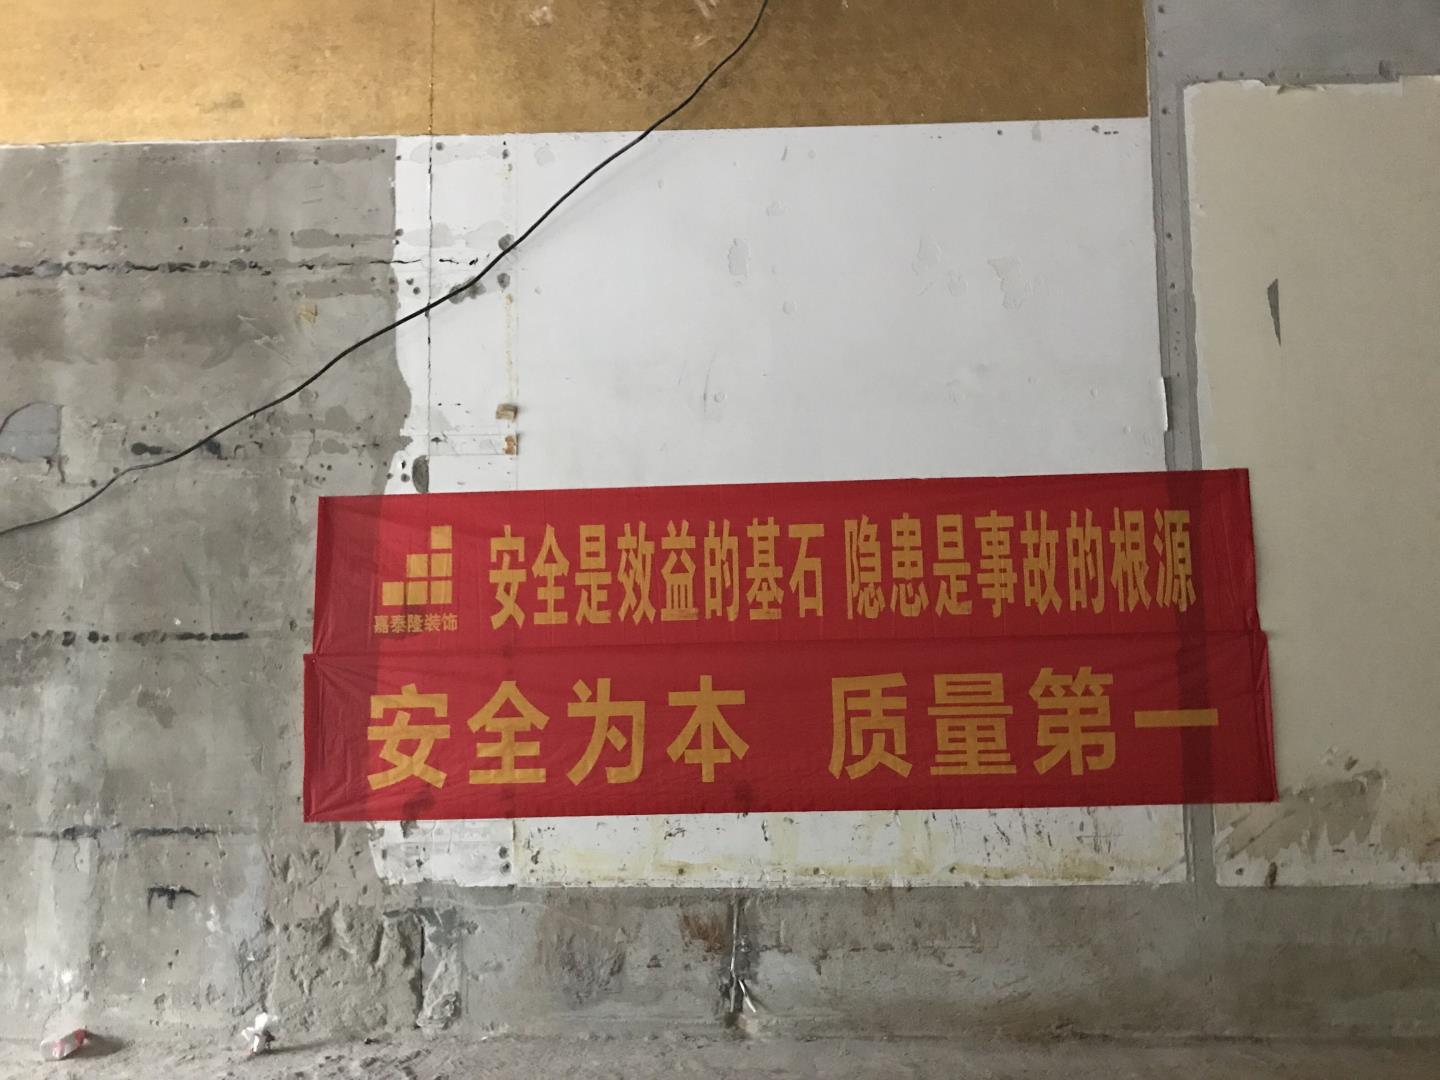 安全是效益的基石 隐患是事故的根源
嘉泰隆装饰
安全为本 质量第一